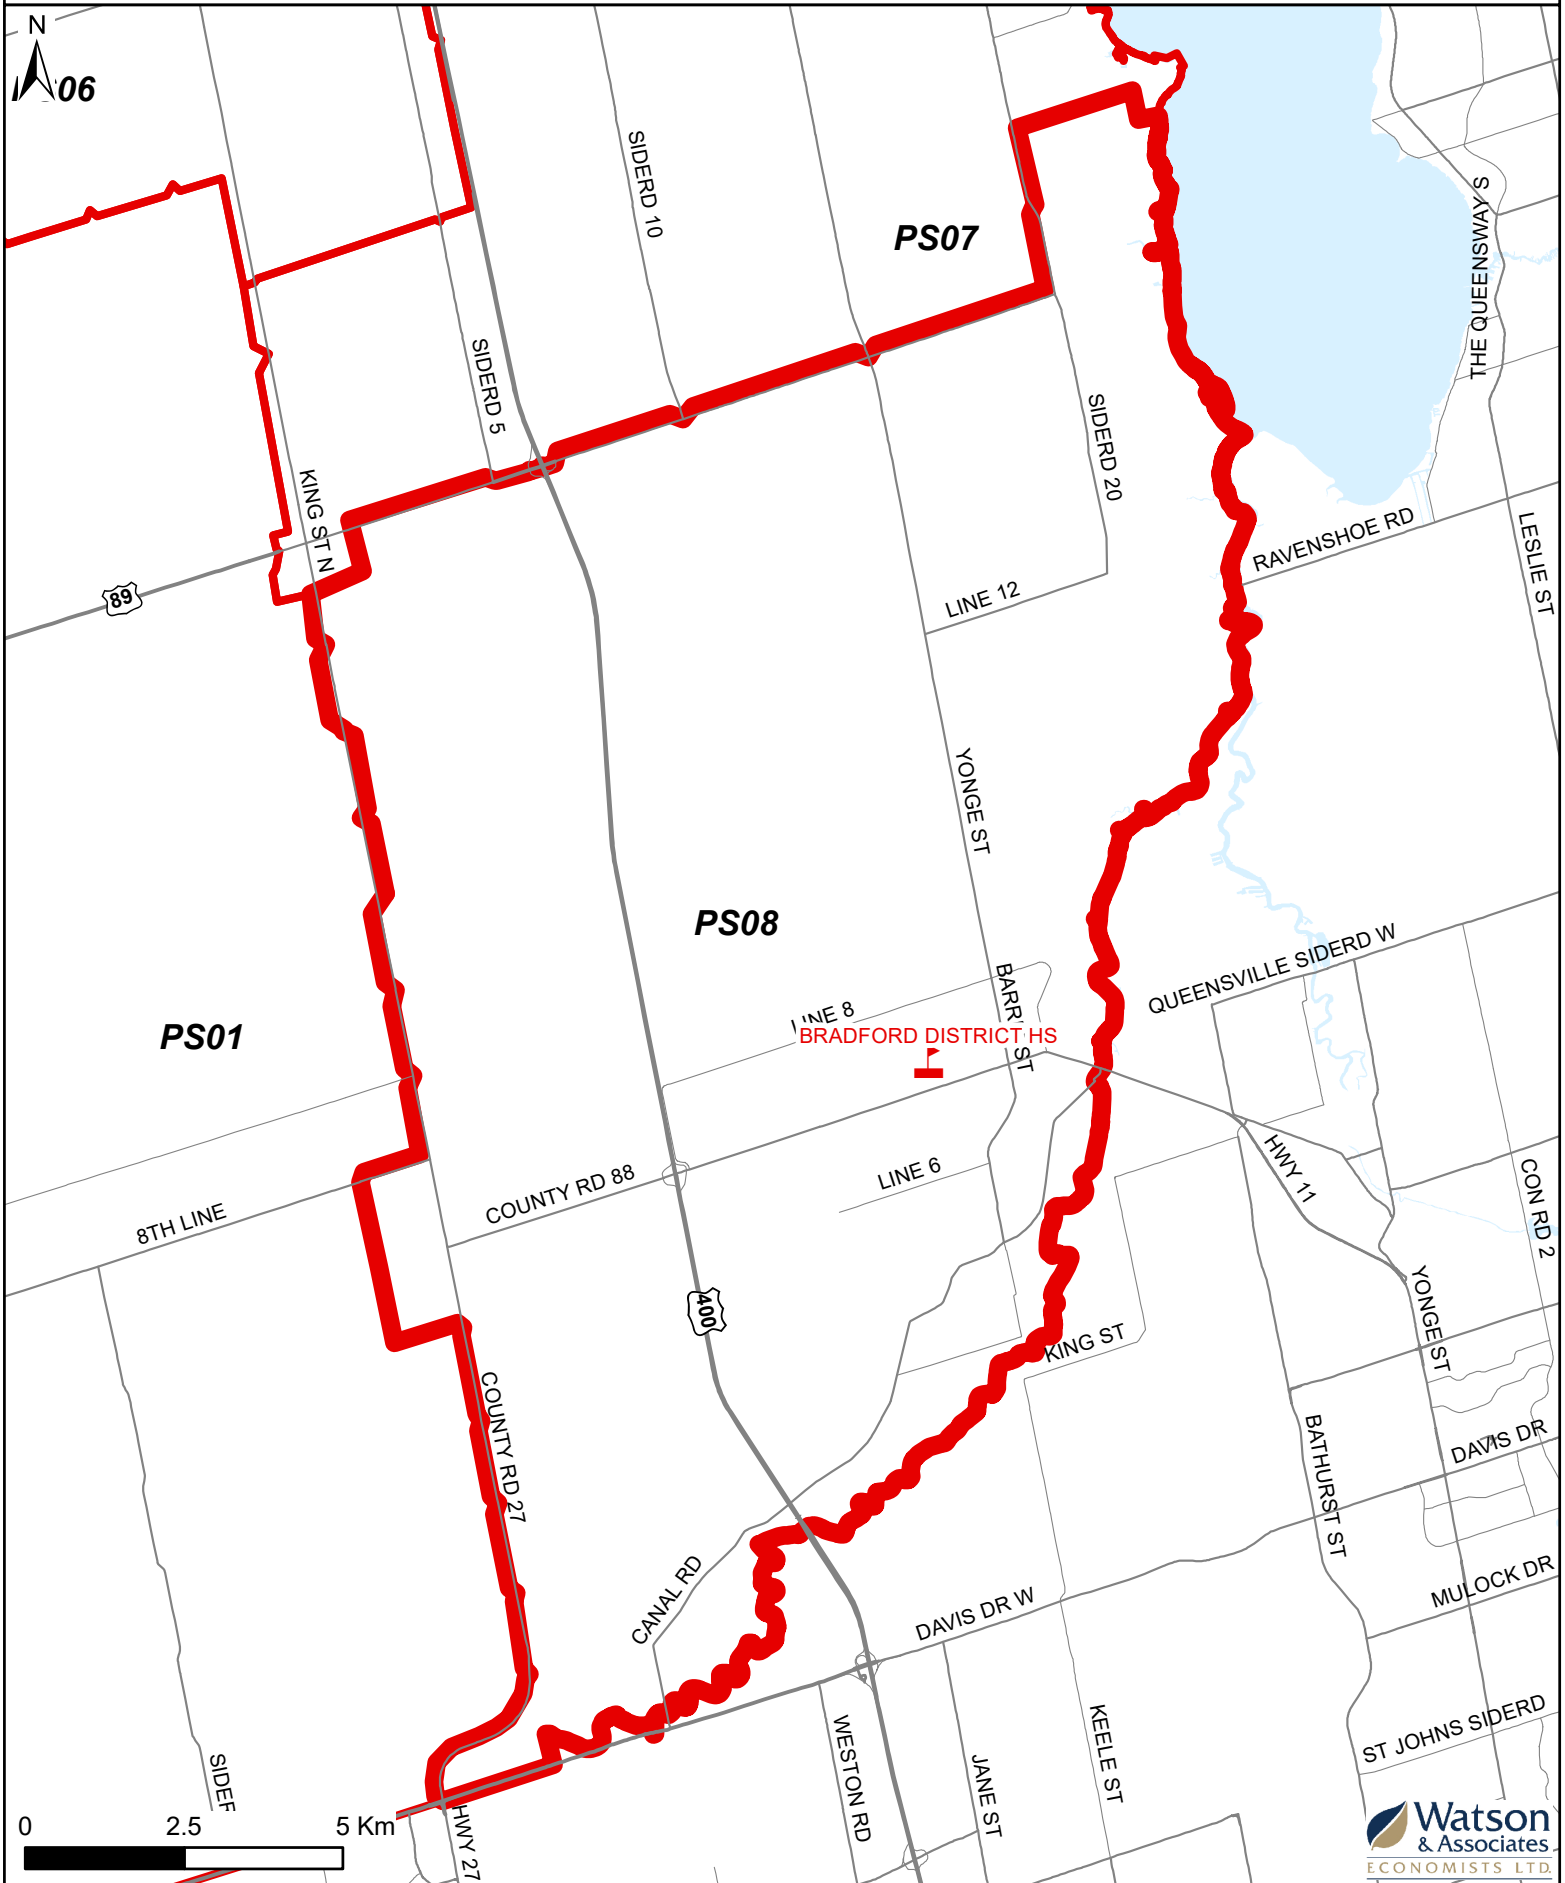 N
06
SIDERD 10
PS07
THE QUEENSWAY S
SIDERD 5
SIDERD 20
KING ST N
RAVENSHOE RD
LESLIE ST
89
LINE 12
YONGE ST
PS08
QUEENSVILLE SIDERD W
BARR
ST
LINE 8
PS01
BRADFORD DISTRICT HS
HWY 11
LINE 6
COUNTY RD 88
8TH LINE
CON RD 2
400
YONGE ST
KING ST
COUNTY RD 27
BATHURST ST
DAVIS DR
CANAL RD
DAVIS DR W
MULOCK DR
WESTON RD
JANE ST
KEELE ST
ST JOHNS SIDERD
SIDER
HWY 27
0 2.5 5 Km
Watson
& Associates
ECONOMISTS LTD.